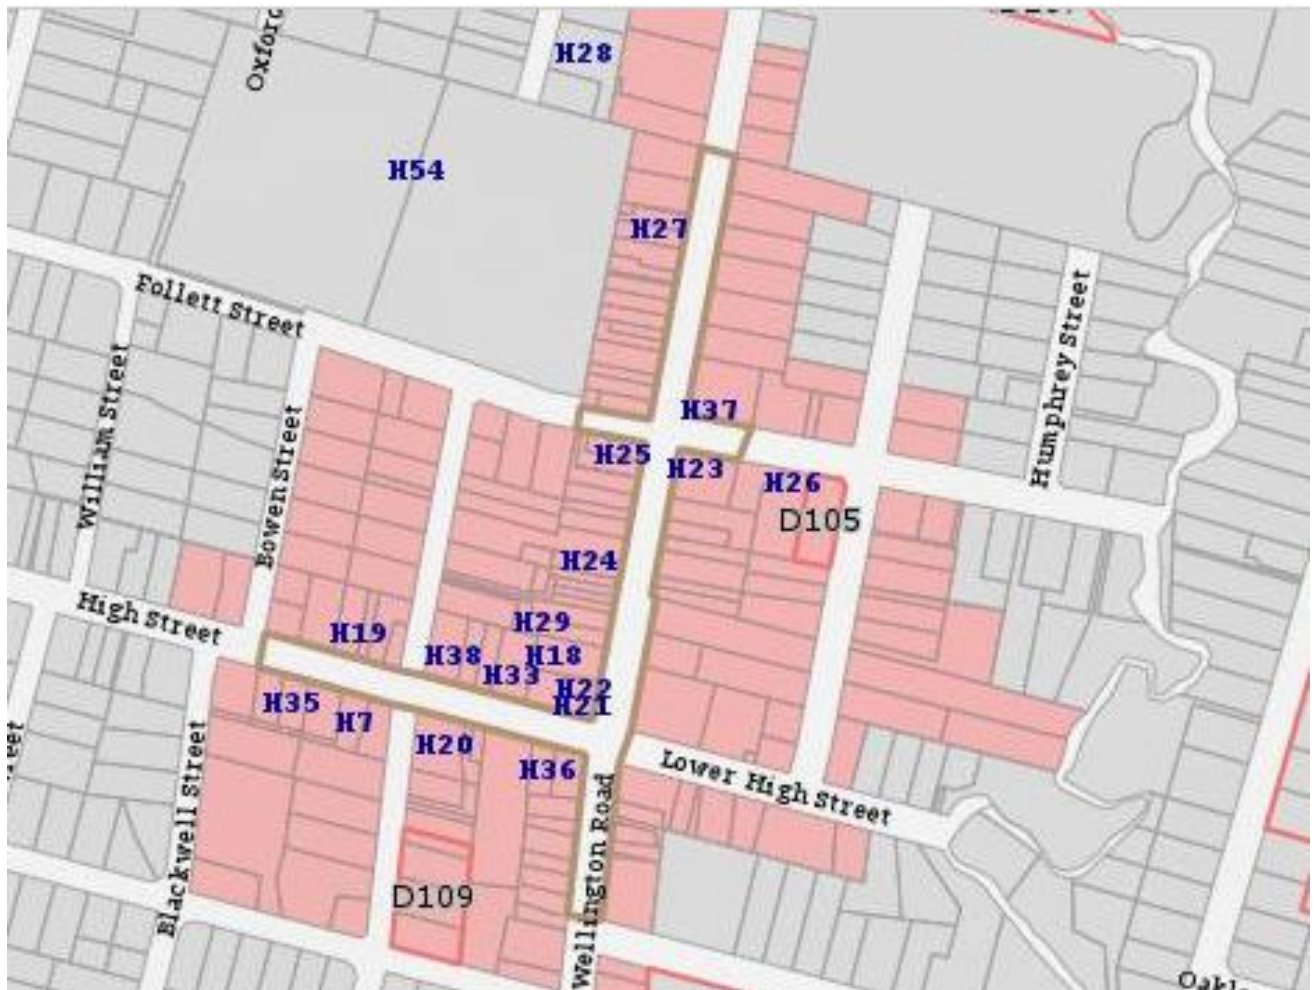 H28
H54
H27
Follett Street
William Street
Bowen Street
Humphrey Street
H37
H25
H23
H26
D105
H24
High Street
H19
H29
H38
H18
H33
H22
H21
H35
H7
H20
H36
Lower High Street
Blackwell Street
D109
Wellington Road